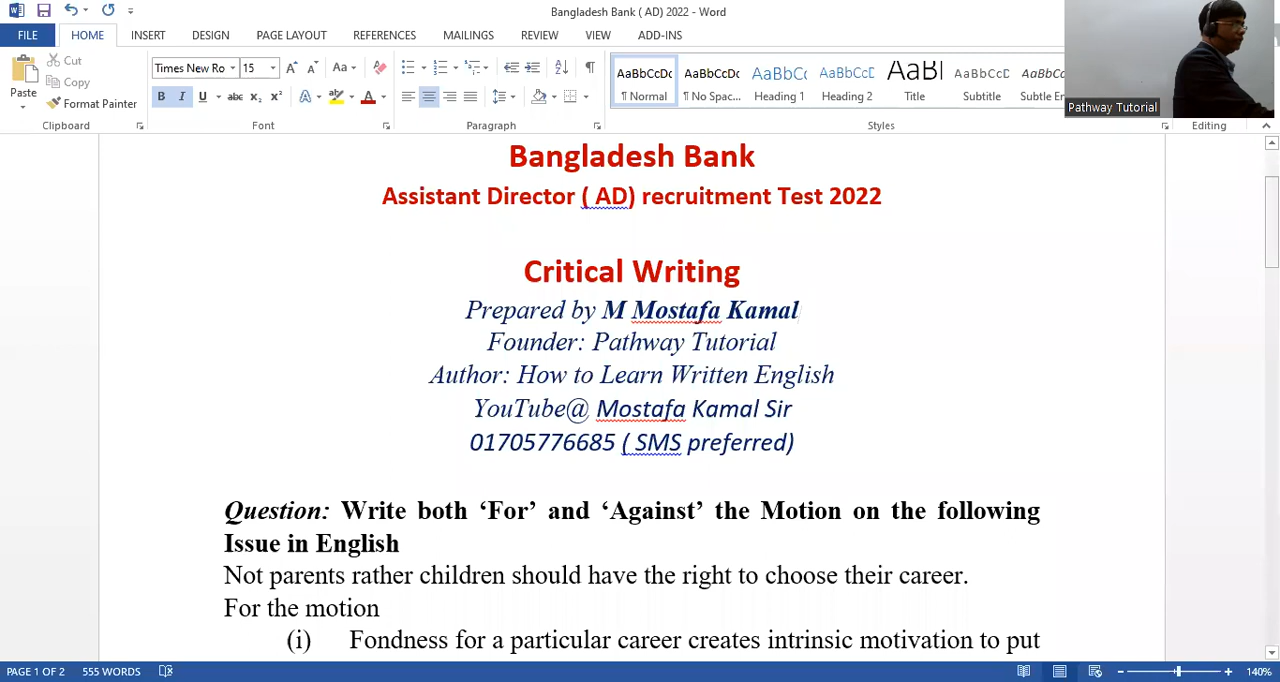 Bangladesh Bank ( AD) 2022 - Word
FILE HOME INSERT DESIGN PAGE LAYOUT REFERENCES MAILINGS REVIEW VIEW ADD-INS
Paste
Cut
Copy
Format Painter
Clipboard
Times New Ro 15
B I U abc x₂ x²
Font
Paragraph
AaBbCcDc AaBbCcDc AaBbCc AaBbCcD AaBl AaBbCcD
¶ Normal ¶ No Spac... Heading 1 Heading 2 Title Subtitle
Styles
Editing
Pathway Tutorial
Bangladesh Bank
Assistant Director ( AD) recruitment Test 2022
Critical Writing
Prepared by M Mostafa Kamal
Founder: Pathway Tutorial
Author: How to Learn Written English
YouTube@ Mostafa Kamal Sir
01705776685 ( SMS preferred)
Question: Write both ‘For’ and ‘Against’ the Motion on the following
Issue in English
Not parents rather children should have the right to choose their career.
For the motion
(i) Fondness for a particular career creates intrinsic motivation to put
PAGE 1 OF 2 555 WORDS 140%